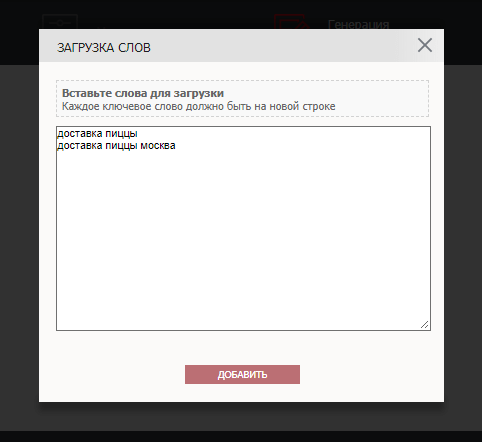 Генерация
ЗАГРУЗКА СЛОВ
Вставьте слова для загрузки
Каждое ключевое слово должно быть на новой строке
доставка пиццы
доставка пиццы москва
ДОБАВИТЬ